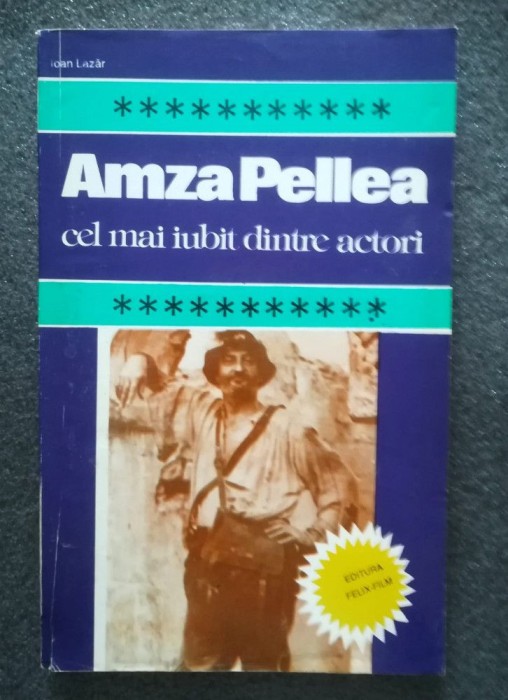 Ioan Lazăr
***********
Amza Pellea
cel mai iubit dintre actori
***********
EDITURA
FELIX-FILM